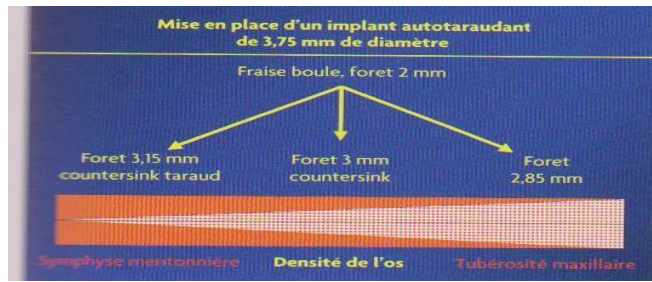 Mise en place d'un implant autotaraudant
de 3,75 mm de diamètre
Fraise boule, foret 2 mm
Foret 3,15 mm
countersink taraud
Foret 3 mm
countersink
Foret
2,85 mm
Symphyse mentonnière
Densité de l'os
Tubérosité maxillaire